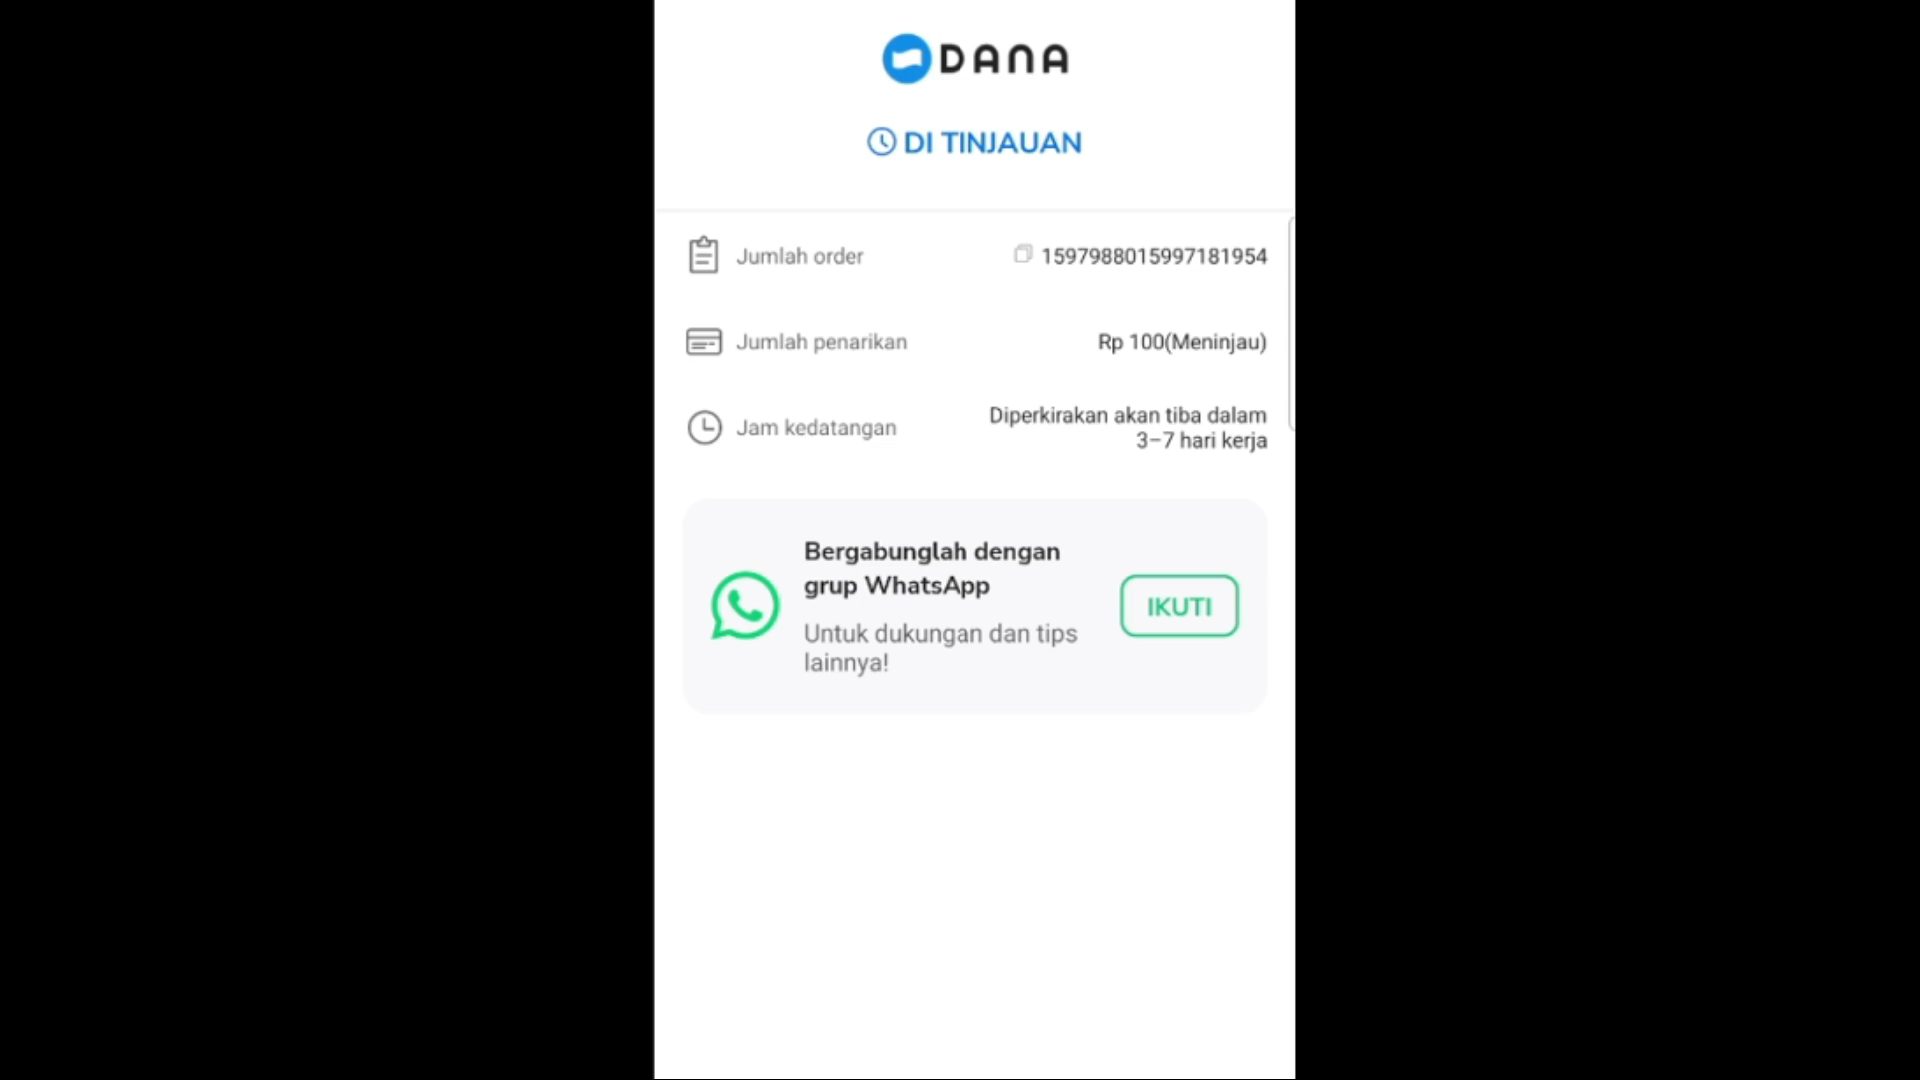 DANA
DI TINJAUAN
Jumlah order 1597988015997181954
Jumlah penarikan Rp 100(Meninjau)
Jam kedatangan Diperkirakan akan tiba dalam
3–7 hari kerja
Bergabunglah dengan
grup WhatsApp
Untuk dukungan dan tips
lainnya!
IKUTI